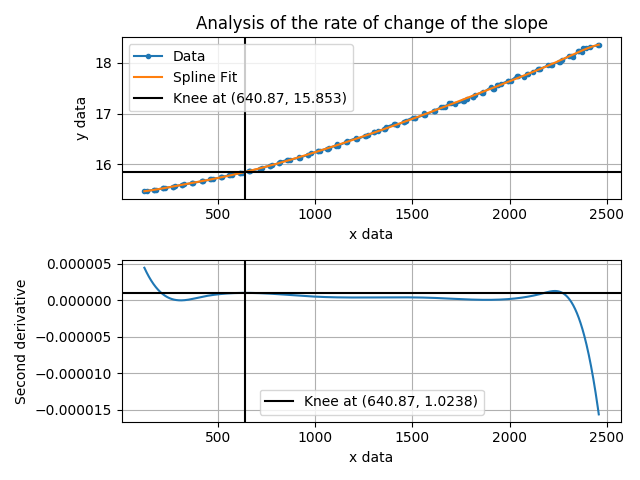 Analysis of the rate of change of the slope
Data
Spline Fit
Knee at (640.87, 15.853)
y data
18
17
16
500 1000 1500 2000 2500
x data
Second derivative
0.000005
0.000000
−0.000005
−0.000010
−0.000015
Knee at (640.87, 1.0238)
500 1000 1500 2000 2500
x data